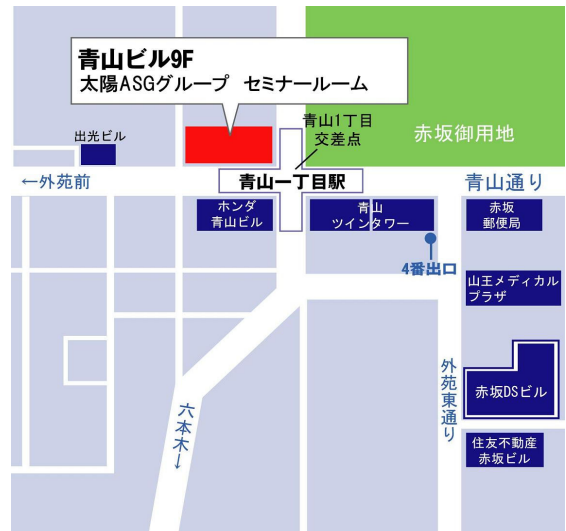 青山ビル9F
太陽ASGグループ　セミナールーム
出光ビル
青山1丁目
交差点
赤坂御用地
←外苑前
青山一丁目駅
青山通り
ホンダ
青山ビル
青山
ツインタワー
赤坂
郵便局
4番出口
山王メディカル
プラザ
外苑東通り
赤坂DSビル
六本木→
住友不動産
赤坂ビル